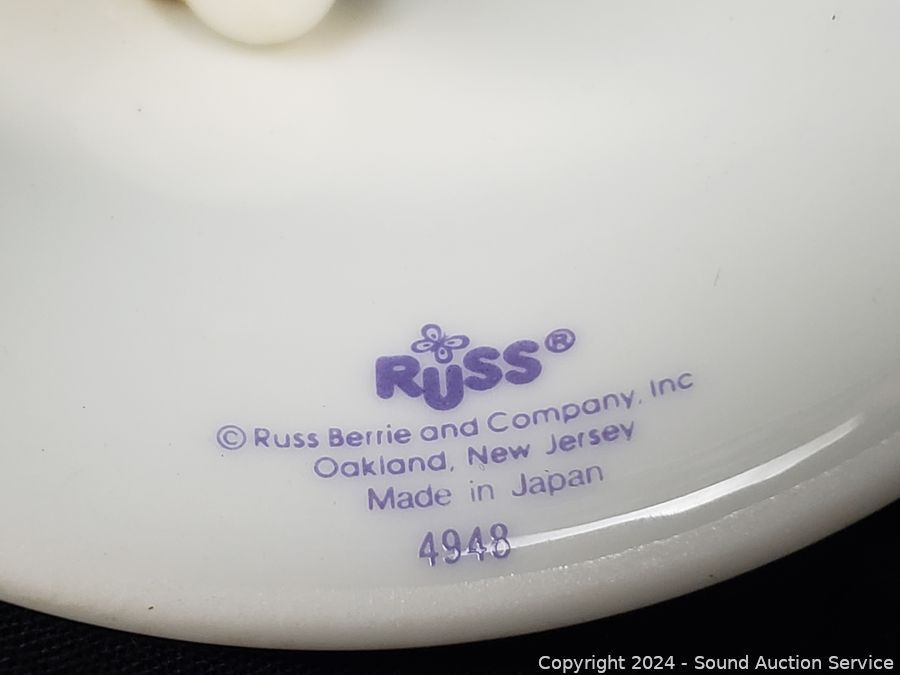 RUSS®
© Russ Berrie and Company, Inc
Oakland, New Jersey
Made in Japan
4948
Copyright 2024 - Sound Auction Service